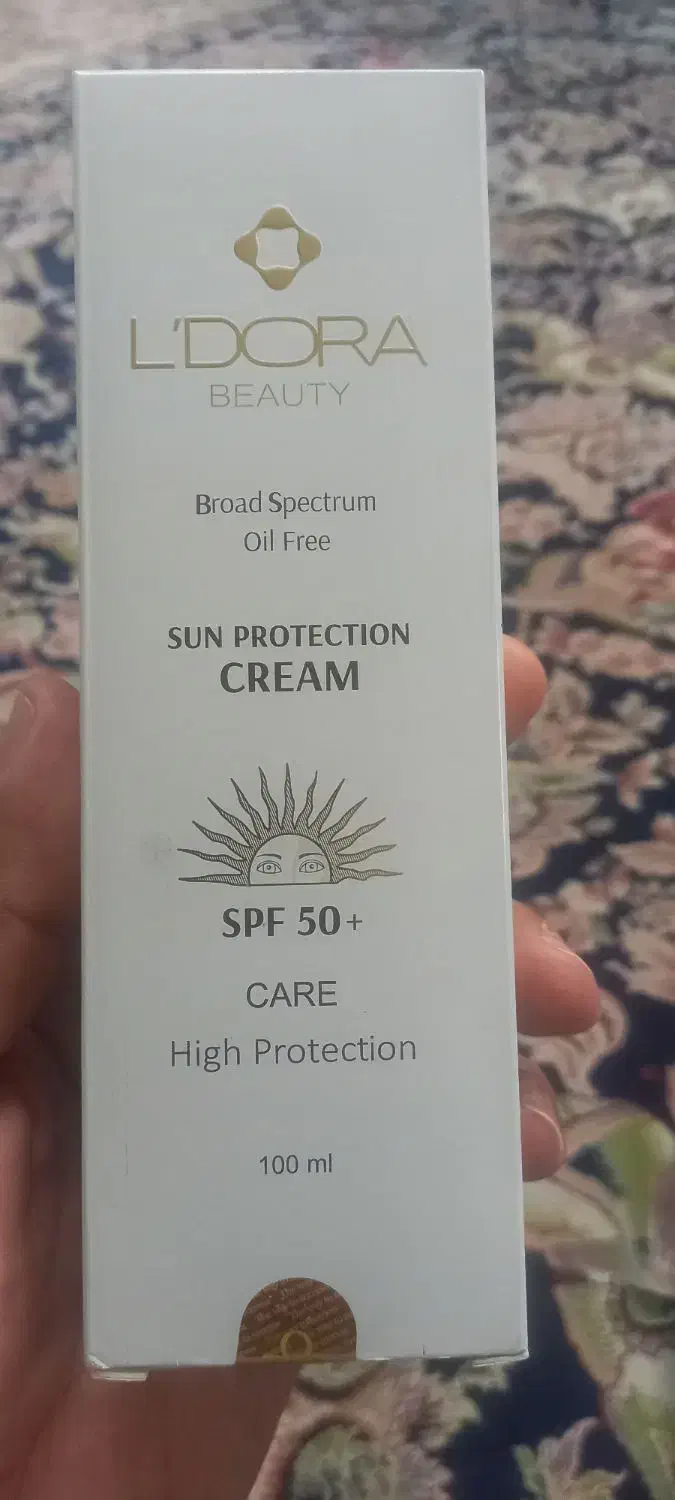 L'DORA
BEAUTY
Broad Spectrum
Oil Free
SUN PROTECTION
CREAM
SPF 50+
CARE
High Protection
100 ml